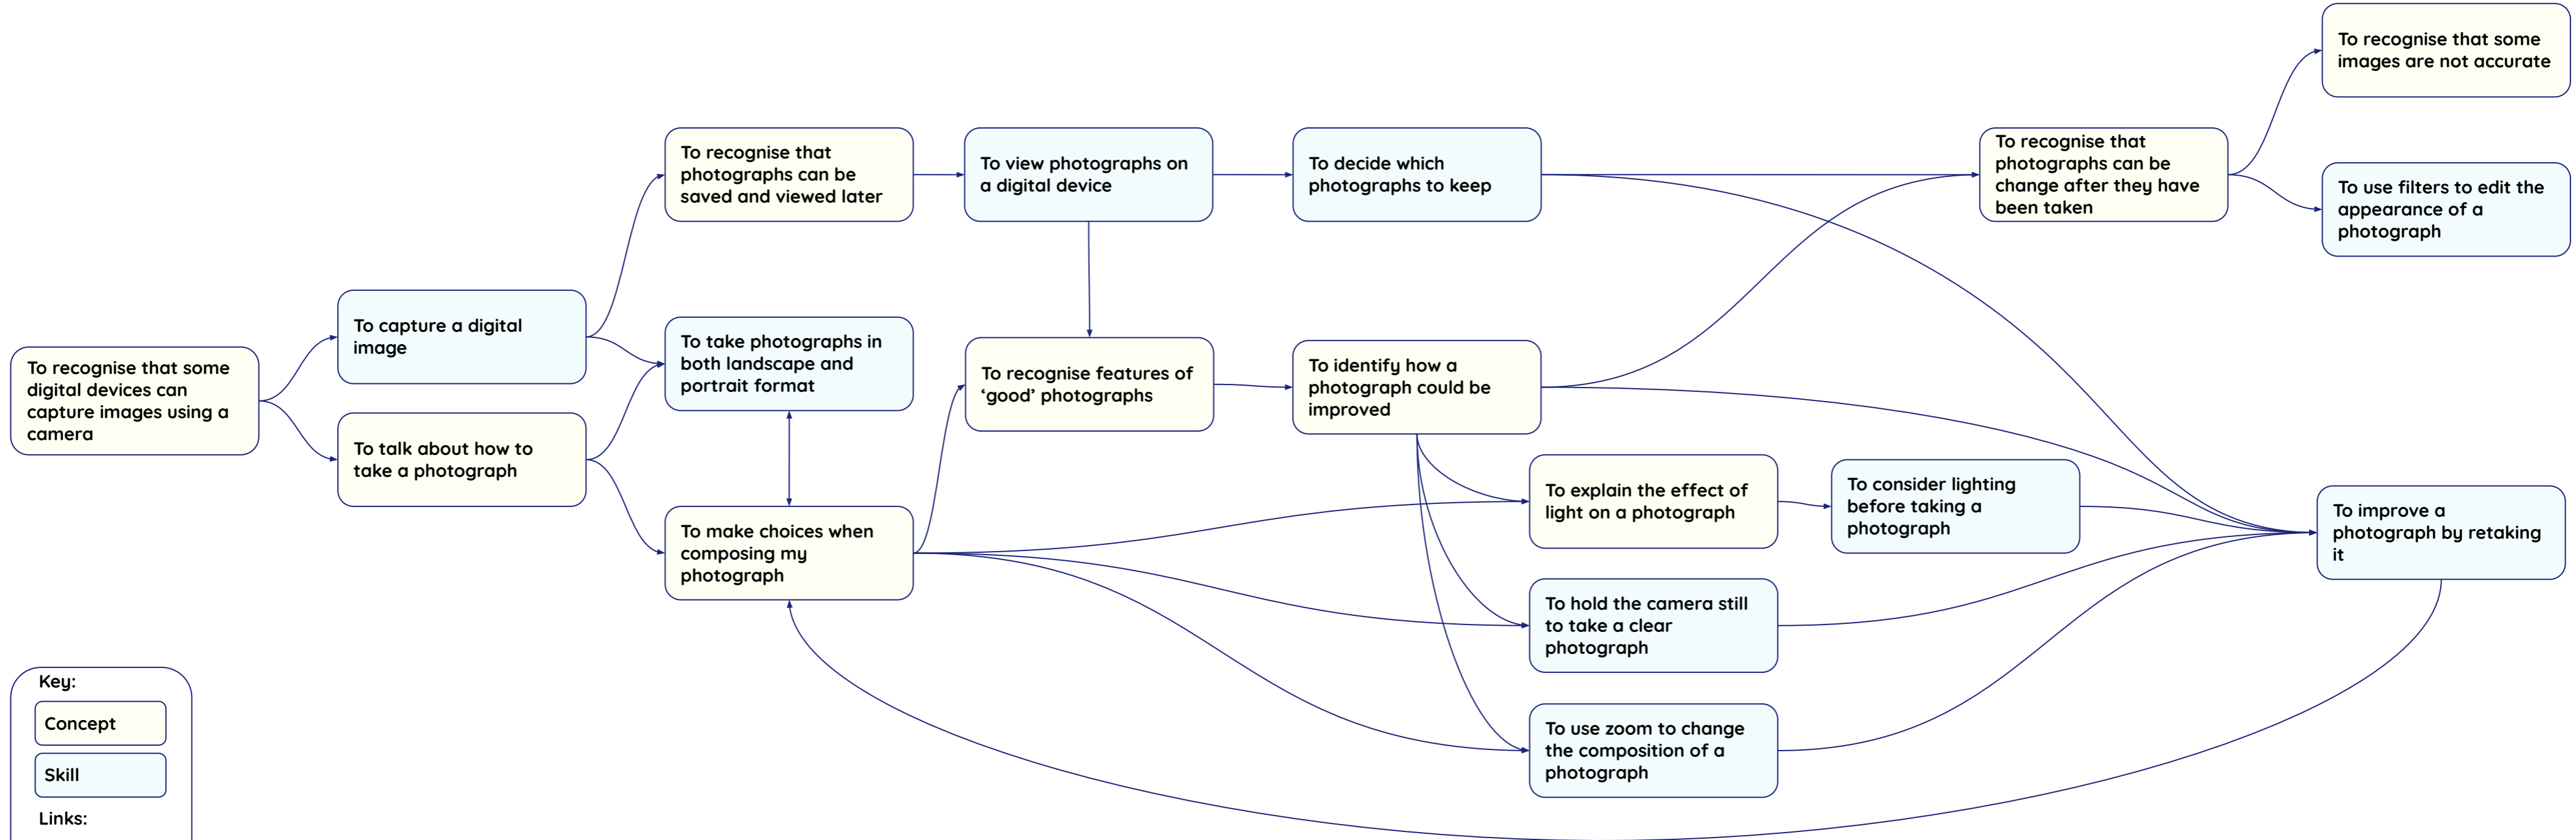 To recognise that some
digital devices can
capture images using a
camera
To capture a digital
image
To talk about how to
take a photograph
To recognise that
photographs can be
saved and viewed later
To take photographs in
both landscape and
portrait format
To make choices when
composing my
photograph
To view photographs on
a digital device
To recognise features of
‘good’ photographs
To decide which
photographs to keep
To identify how a
photograph could be
improved
To explain the effect of
light on a photograph
To hold the camera still
to take a clear
photograph
To use zoom to change
the composition of a
photograph
To consider lighting
before taking a
photograph
To recognise that
photographs can be
change after they have
been taken
To recognise that some
images are not accurate
To use filters to edit the
appearance of a
photograph
To improve a
photograph by retaking
it
Key:
Concept
Skill
Links: